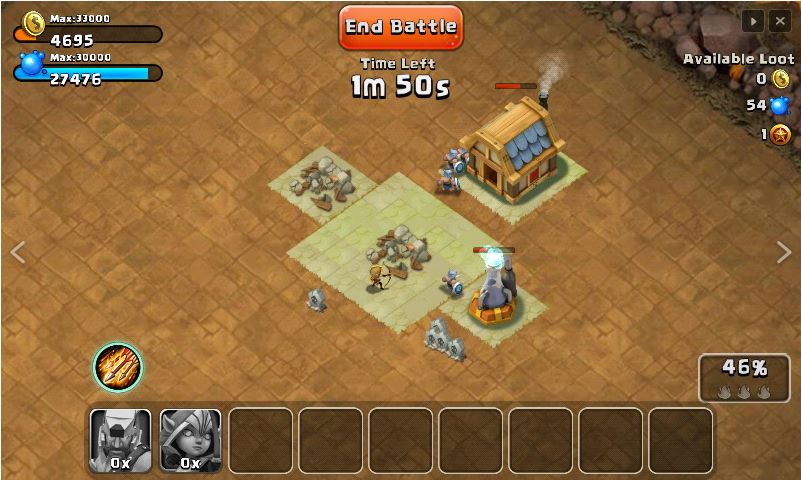 Max:33000
4695
Max:30000
27476
End Battle
Time Left
1m 50s
Available Loot
0
54
1
46%
0x
0x